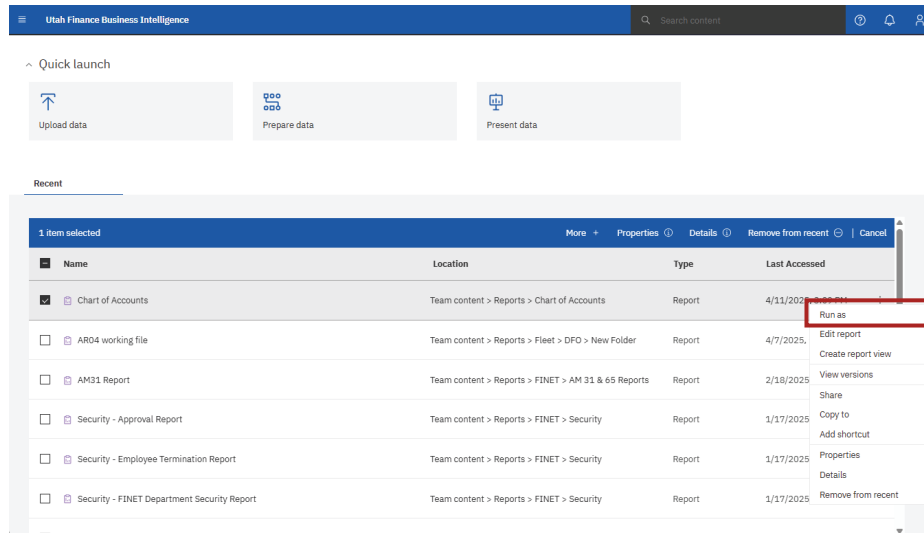 Utah Finance Business Intelligence
Search content
Quick launch
Upload data
Prepare data
Present data
Recent
1 item selected More + Properties Details Remove from recent | Cancel
Name Location Type Last Accessed
Chart of Accounts Team content > Reports > Chart of Accounts Report 4/11/2025,
Run as
AR04 working file Team content > Reports > Fleet > DFO > New Folder Report 4/7/2025,
Edit report
Create report view
AM31 Report Team content > Reports > FINET > AM 31 & 65 Reports Report 2/18/2025
View versions
Share
Security - Approval Report Team content > Reports > FINET > Security Report 1/17/2025
Copy to
Add shortcut
Security - Employee Termination Report Team content > Reports > FINET > Security Report 1/17/2025
Properties
Details
Security - FINET Department Security Report Team content > Reports > FINET > Security Report 1/17/2025
Remove from recent